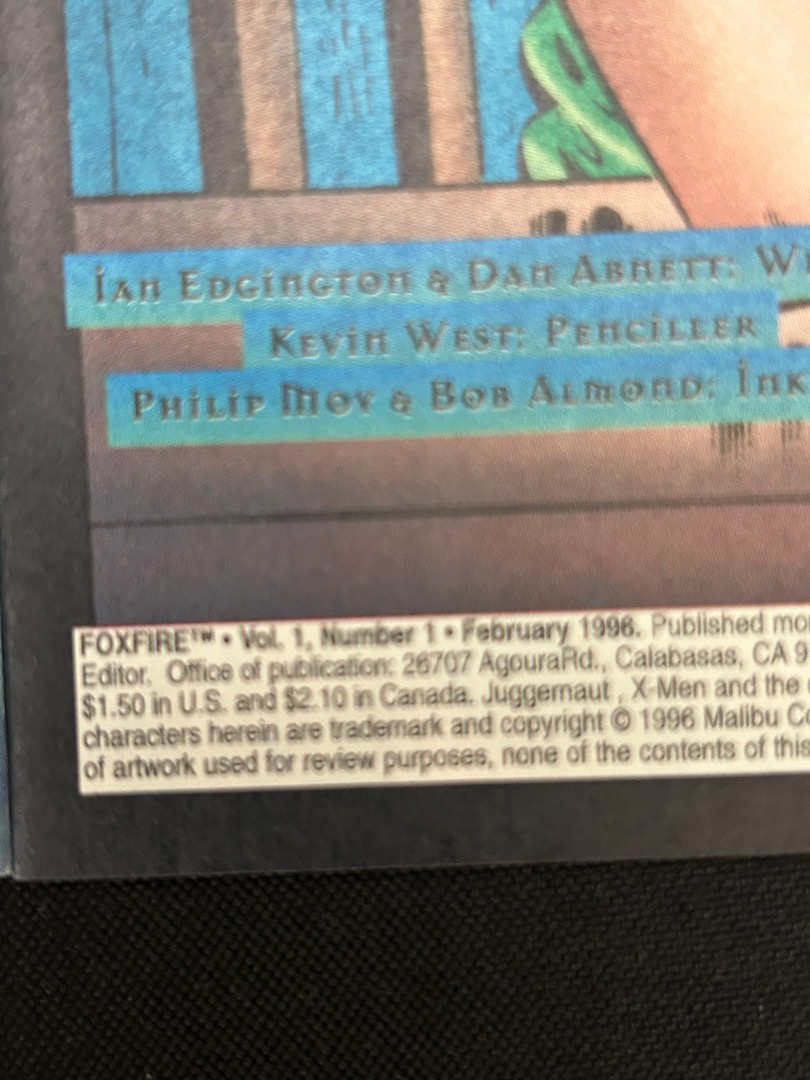 Ian Edginton & Dan Abnett: W
Kevin West: Penciller
Philip Moy & Bob Almond: Ink
FOXFIRE™ • Vol. 1, Number 1 • February 1996. Published mo
Editor. Office of publication: 26707 AgouraRd., Calabasas, CA 9
$1.50 in U.S. and $2.10 in Canada. Juggernaut , X-Men and the
characters herein are trademark and copyright © 1996 Malibu Co
of artwork used for review purposes, none of the contents of this